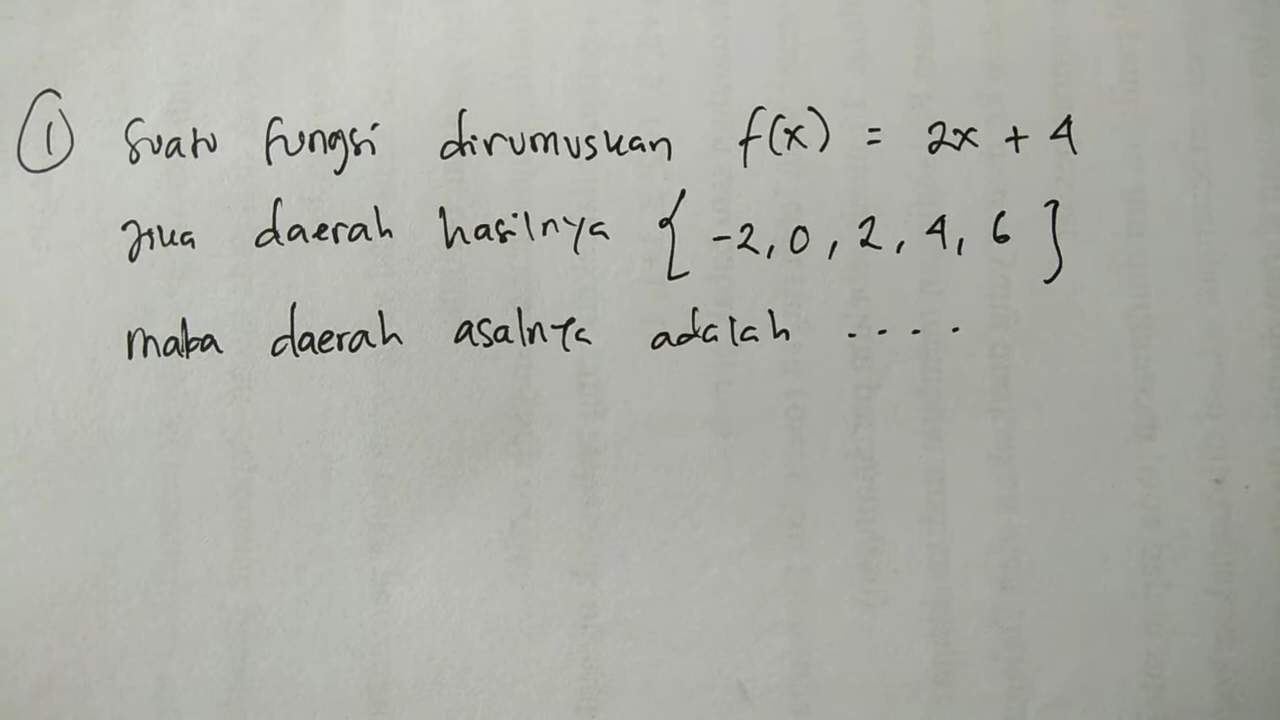 ① Suatu fungsi dirumuskan f(x) = 2x + 4
Jika daerah hasilnya { -2, 0, 2, 4, 6 }
maka daerah asalnya adalah ....